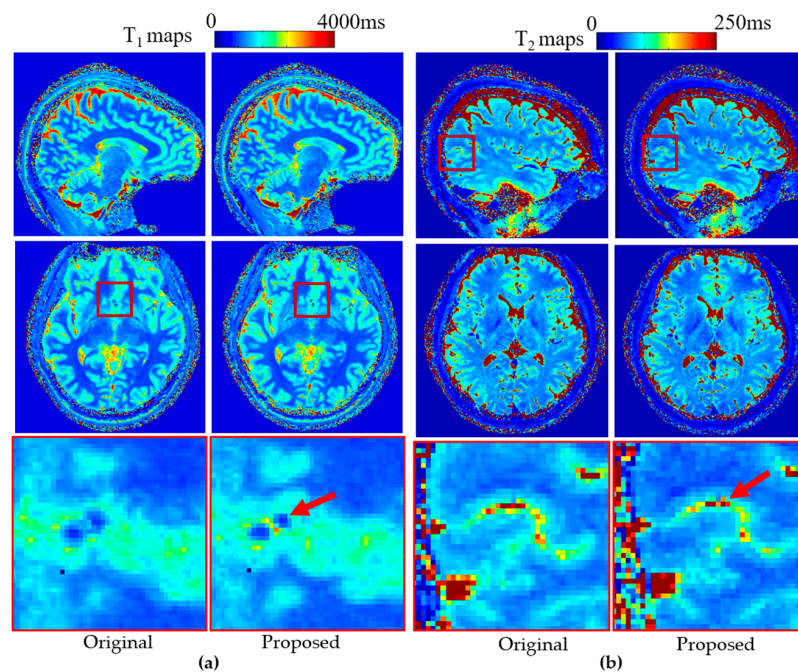 0 4000ms 0 250ms
T₁ maps T₂ maps
Original Proposed Original Proposed
(a) (b)